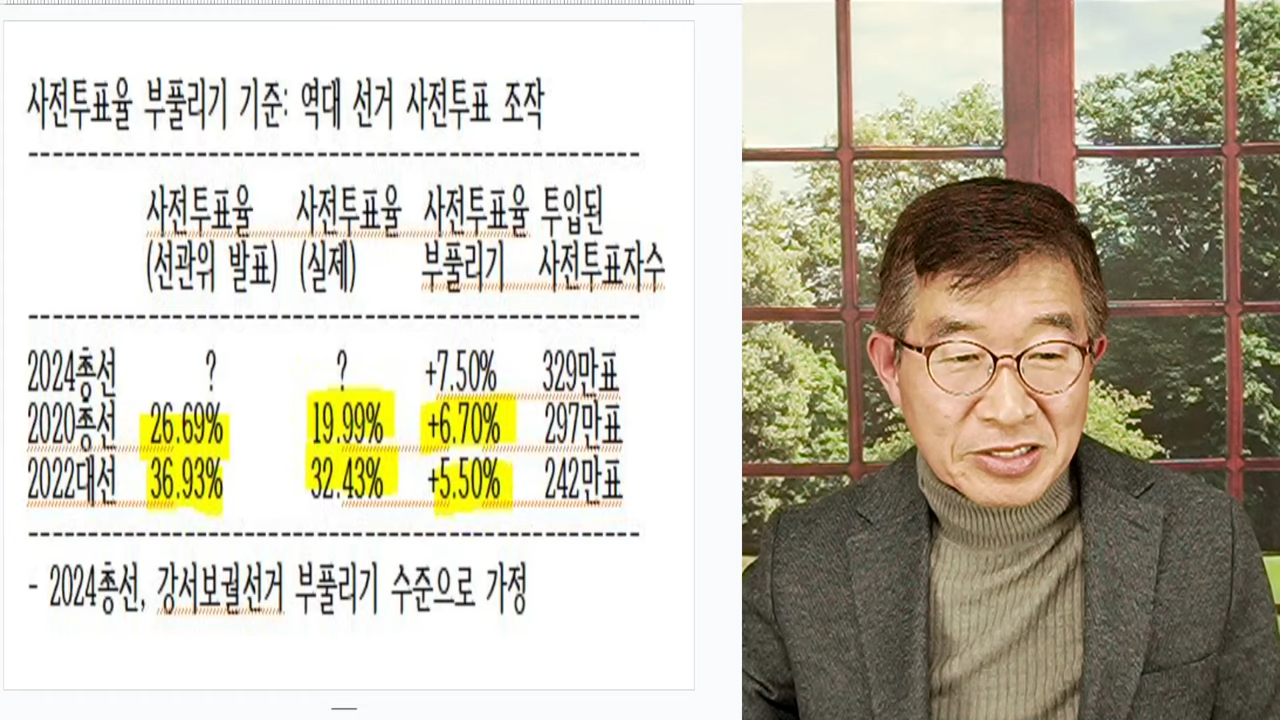 사전투표율 부풀리기 기준: 역대 선거 사전투표 조작
사전투표율 사전투표율 사전투표율 투입된
(선관위 발표) (실제) 부풀리기 사전투표자수
2024총선 ? ? +7.50% 329만표
2020총선 26.69% 19.99% +6.70% 297만표
2022대선 36.93% 32.43% +5.50% 242만표
- 2024총선, 강서보궐선거 부풀리기 수준으로 가정